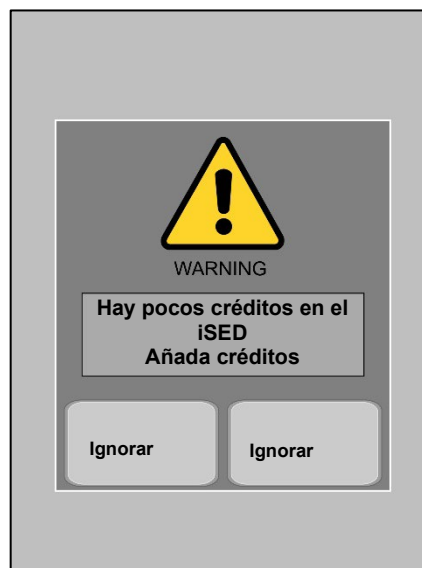 WARNING
Hay pocos créditos en el
iSED
Añada créditos
Ignorar
Ignorar